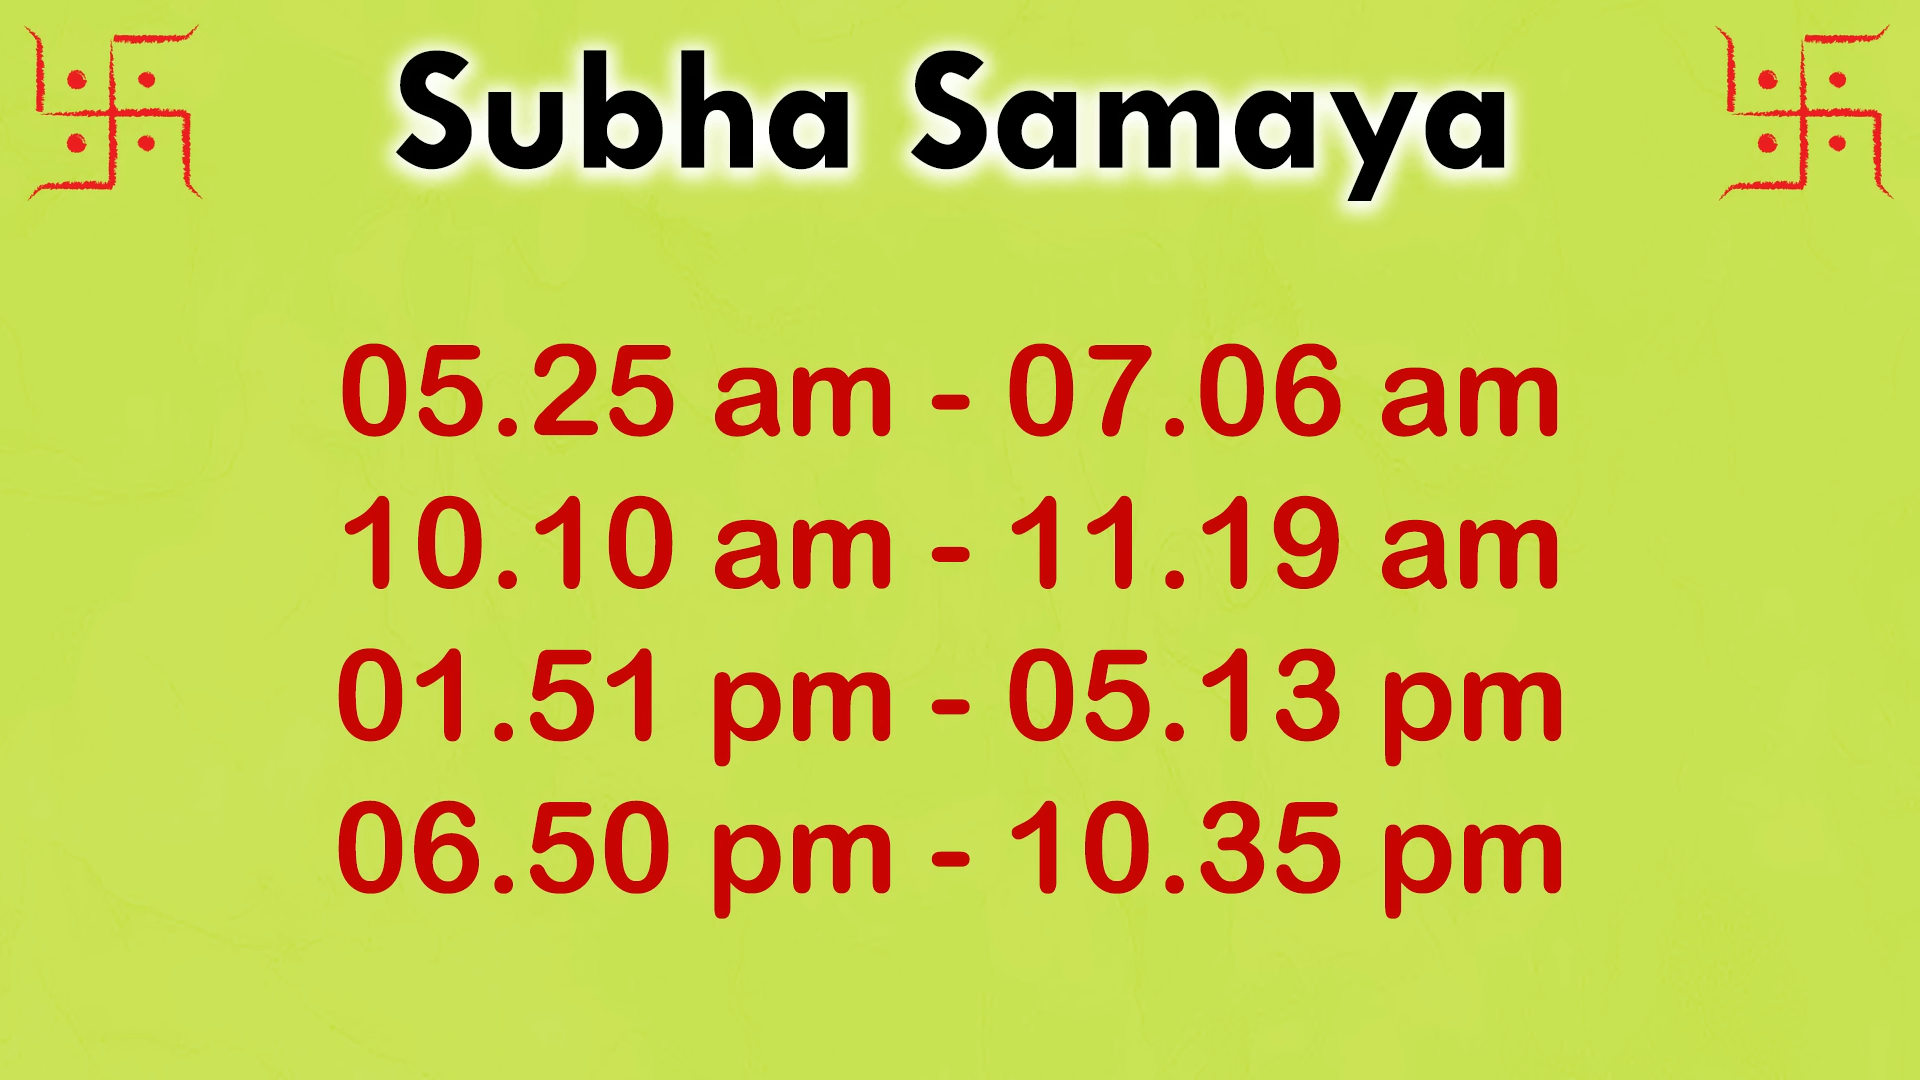 Subha Samaya
05.25 am - 07.06 am
10.10 am - 11.19 am
01.51 pm - 05.13 pm
06.50 pm - 10.35 pm